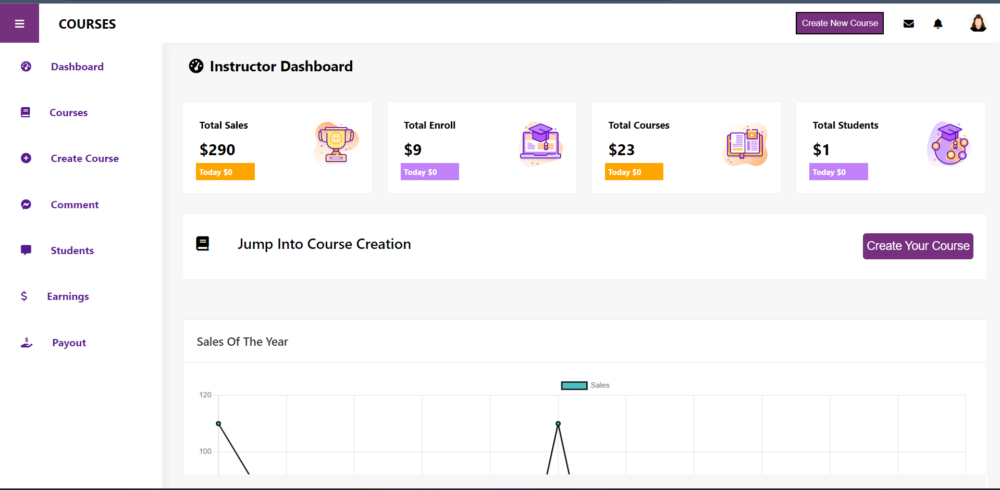 COURSES
Create New Course
Dashboard
Courses
Create Course
Comment
Students
Earnings
Payout
Instructor Dashboard
Total Sales
$290
Today $0
Total Enroll
$9
Today $0
Total Courses
$23
Today $0
Total Students
$1
Today $0
Jump Into Course Creation
Create Your Course
Sales Of The Year
Sales
120
100